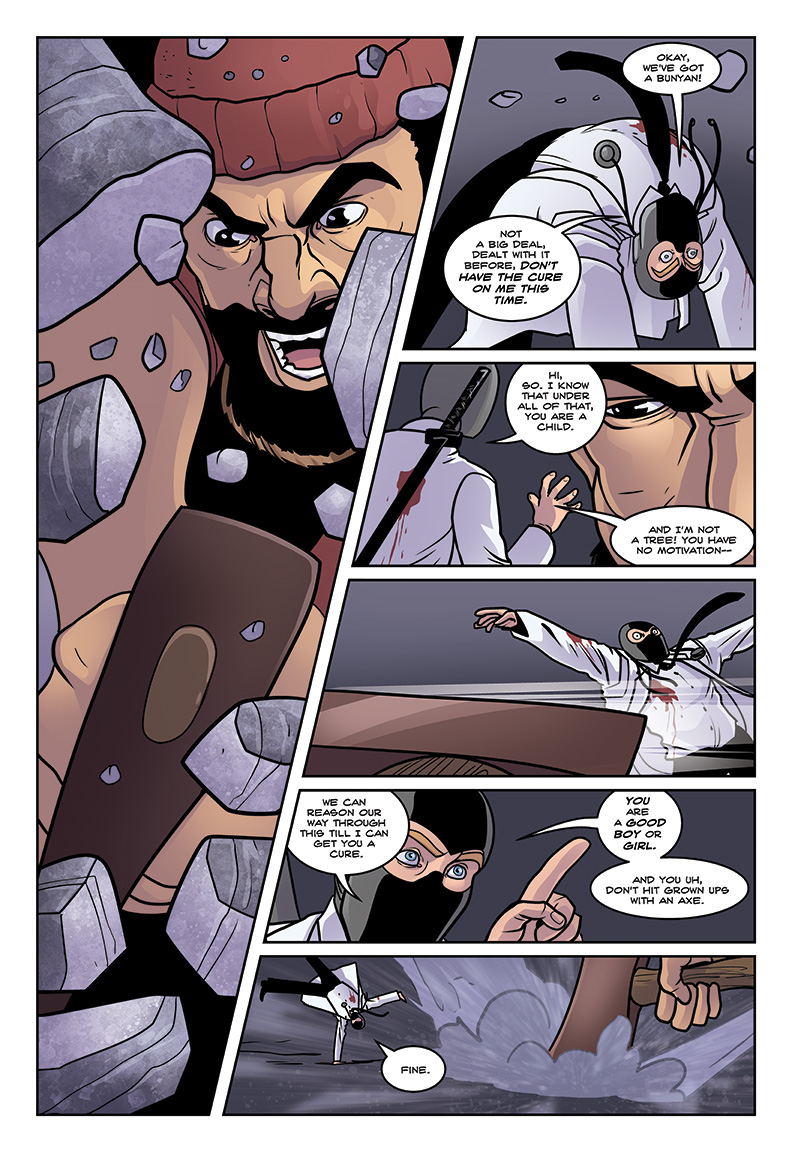 OKAY,
WE'VE GOT
A BUNYAN!
NOT
A BIG DEAL,
DEALT WITH IT
BEFORE, DON'T
HAVE THE CURE
ON ME THIS
TIME.
HI,
SO. I KNOW
THAT UNDER
ALL OF THAT,
YOU ARE A
CHILD.
AND I'M NOT
A TREE! YOU HAVE
NO MOTIVATION--
WE CAN
REASON OUR
WAY THROUGH
THIS TILL I CAN
GET YOU A
CURE.
YOU
ARE
A GOOD
BOY OR
GIRL.
AND YOU UH,
DON'T HIT GROWN UPS
WITH AN AXE.
FINE.